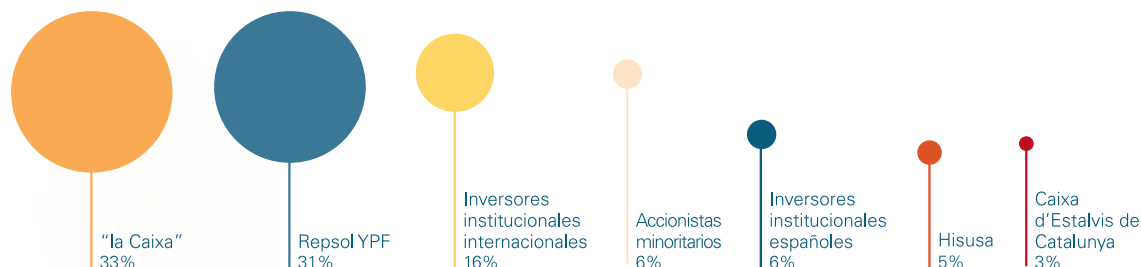 “la Caixa”
33%
Repsol YPF
31%
Inversores
institucionales
internacionales
16%
Accionistas
minoritarios
6%
Inversores
institucionales
españoles
6%
Hisusa
5%
Caixa
d’Estalvis de
Catalunya
3%